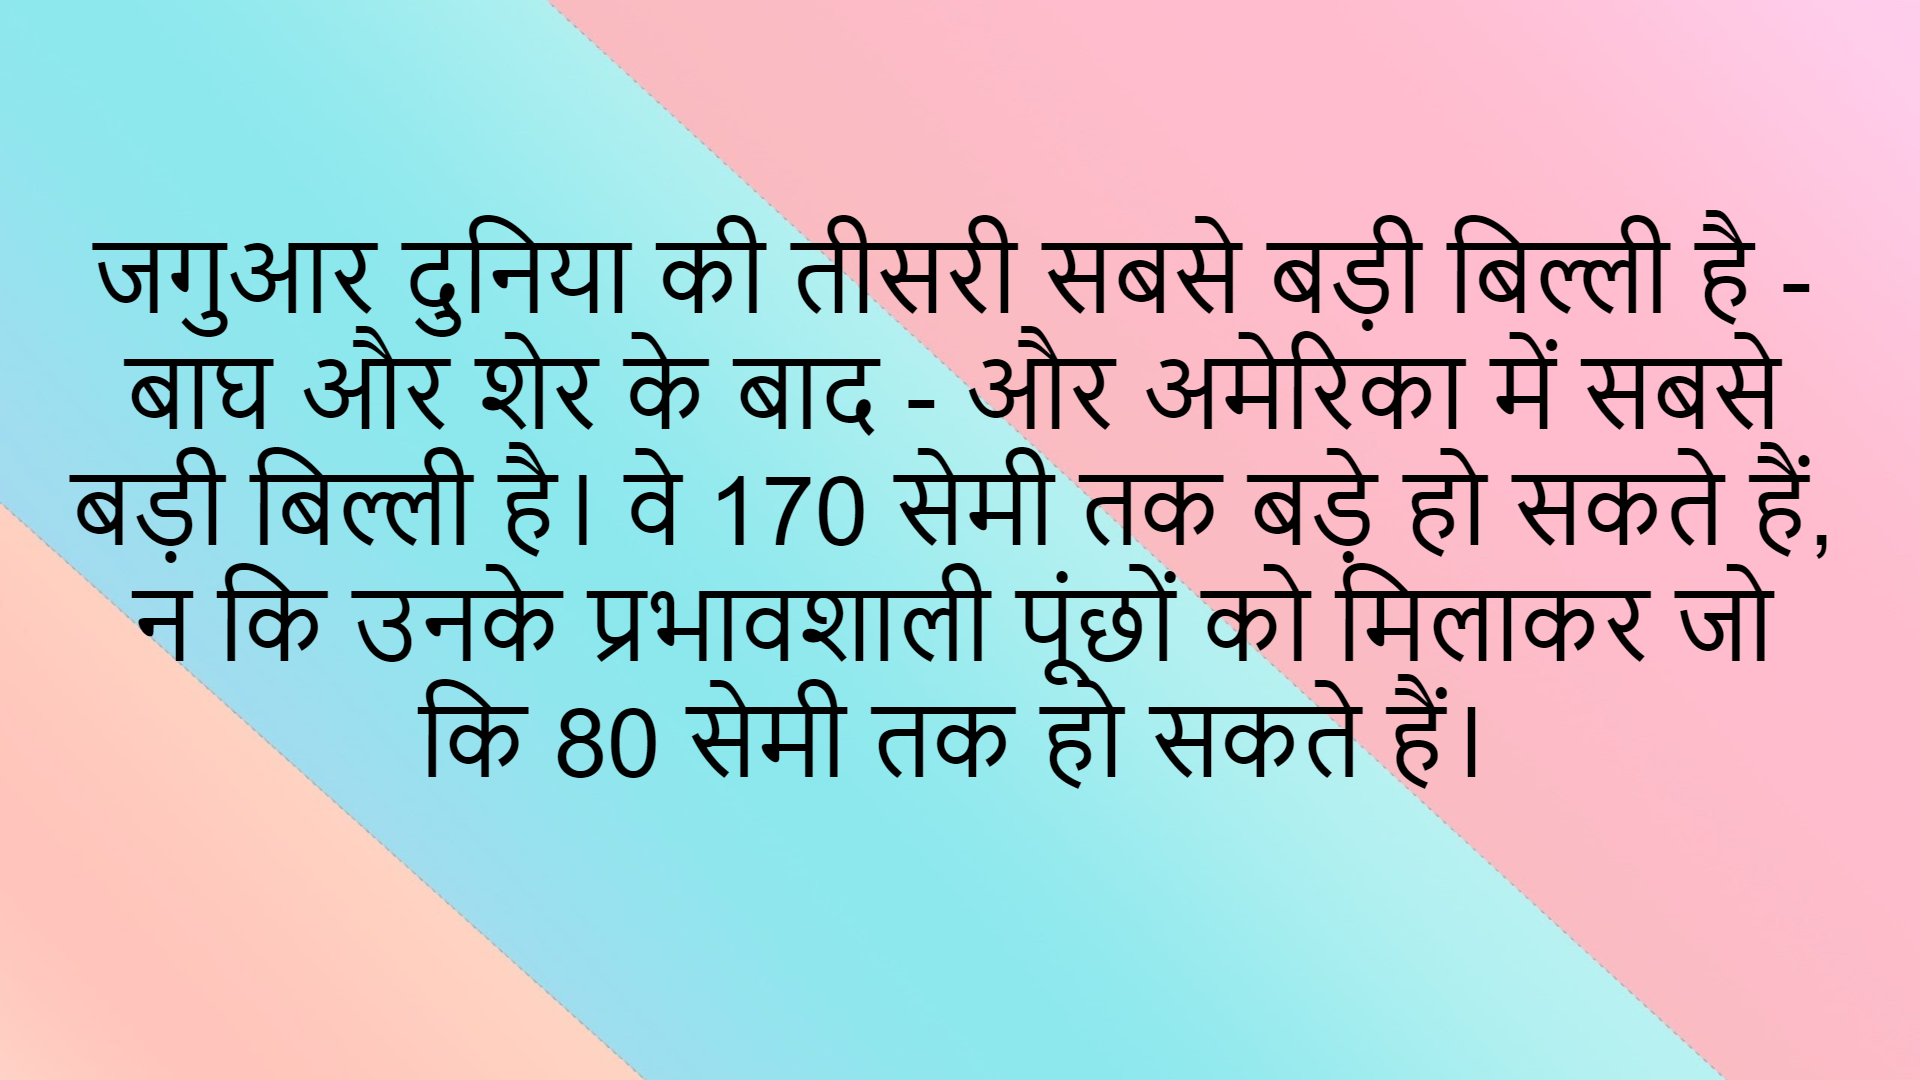 जगुआर दुनिया की तीसरी सबसे बड़ी बिल्ली है -
बाघ और शेर के बाद - और अमेरिका में सबसे
बड़ी बिल्ली है। वे 170 सेमी तक बड़े हो सकते हैं,
न कि उनके प्रभावशाली पूंछों को मिलाकर जो
कि 80 सेमी तक हो सकते हैं।